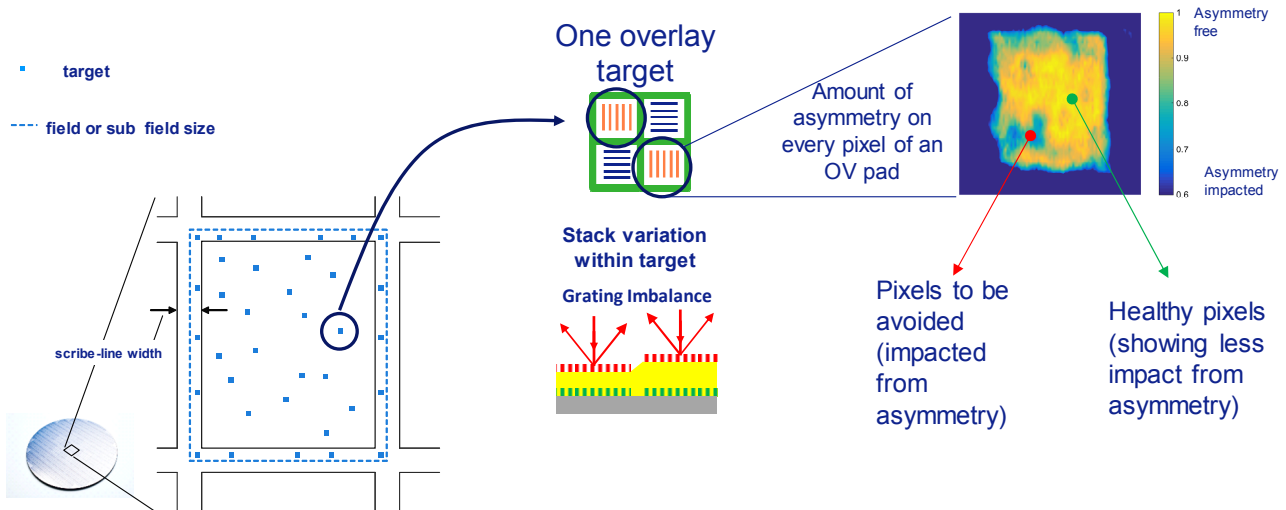 target
field or sub field size
scribe-line width
One overlay
target
Stack variation
within target
Grating Imbalance
Amount of
asymmetry on
every pixel of an
OV pad
1
0.9
0.8
0.7
0.6
Asymmetry
free
Asymmetry
impacted
Pixels to be
avoided
(impacted
from
asymmetry)
Healthy pixels
(showing less
impact from
asymmetry)